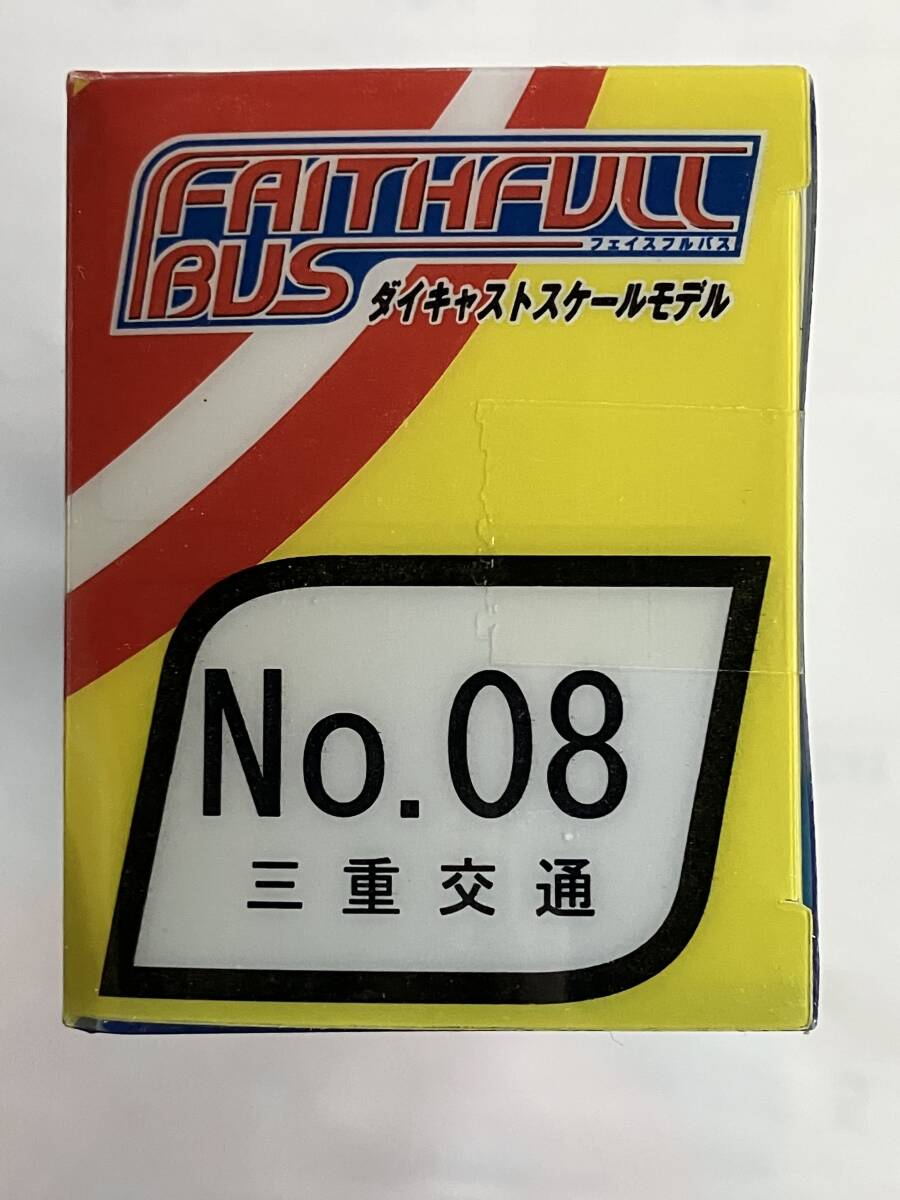 FAITHFULL
BUS
フェイスフルバス
ダイキャストスケールモデル
No.08
三重交通